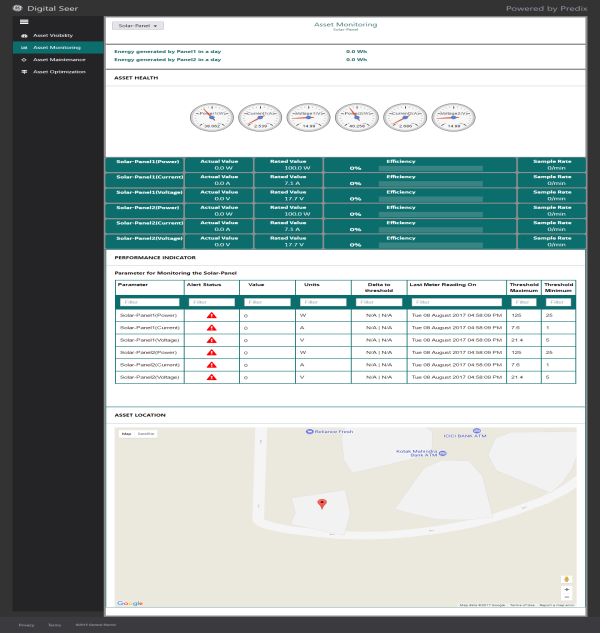 Digital Seer
Powered by Predix
Asset Visibility
Asset Monitoring
Asset Maintenance
Asset Optimization
Solar-Panel
Asset Monitoring
Solar-Panel
Energy generated by Panel1 in a day 0.0 Wh
Energy generated by Panel2 in a day 0.0 Wh
ASSET HEALTH
Power1(W) Current1(A) Voltage1(V) Power2(W) Current2(A) Voltage2(V)
2.539 14.99 40.256 2.686 14.99
Solar-Panel1(Power) Actual Value Rated Value Efficiency Sample Rate
0.0 W 100.0 W 0% 0/min
Solar-Panel1(Current) Actual Value Rated Value Efficiency Sample Rate
0.0 A 7.1 A 0% 0/min
Solar-Panel1(Voltage) Actual Value Rated Value Efficiency Sample Rate
0.0 V 17.7 V 0% 0/min
Solar-Panel2(Power) Actual Value Rated Value Efficiency Sample Rate
0.0 W 100.0 W 0% 0/min
Solar-Panel2(Current) Actual Value Rated Value Efficiency Sample Rate
0.0 A 7.1 A 0% 0/min
Solar-Panel2(Voltage) Actual Value Rated Value Efficiency Sample Rate
0.0 V 17.7 V 0% 0/min
PERFORMANCE INDICATOR
Parameter for Monitoring the Solar-Panel
Parameter Alert Status Value Units Delta to threshold Last Meter Reading On Threshold Maximum Threshold Minimum
Filter Filter Filter Filter Filter Filter Filter Filter
Solar-Panel1(Power) 0 W N/A | N/A Tue 08 August 2017 04:58:09 PM 125 25
Solar-Panel1(Current) 0 A N/A | N/A Tue 08 August 2017 04:58:09 PM 7.6 1
Solar-Panel1(Voltage) 0 V N/A | N/A Tue 08 August 2017 04:58:09 PM 21.4 5
Solar-Panel2(Power) 0 W N/A | N/A Tue 08 August 2017 04:58:09 PM 125 25
Solar-Panel2(Current) 0 A N/A | N/A Tue 08 August 2017 04:58:09 PM 7.6 1
Solar-Panel2(Voltage) 0 V N/A | N/A Tue 08 August 2017 04:58:09 PM 21.4 5
ASSET LOCATION
Map Satellite
Reliance Fresh
ICICI BANK ATM
Kotak Mahindra
Bank ATM
Google
Map data ©2017 Google Terms of Use Report a map error
Privacy Terms ©2015 General Electric